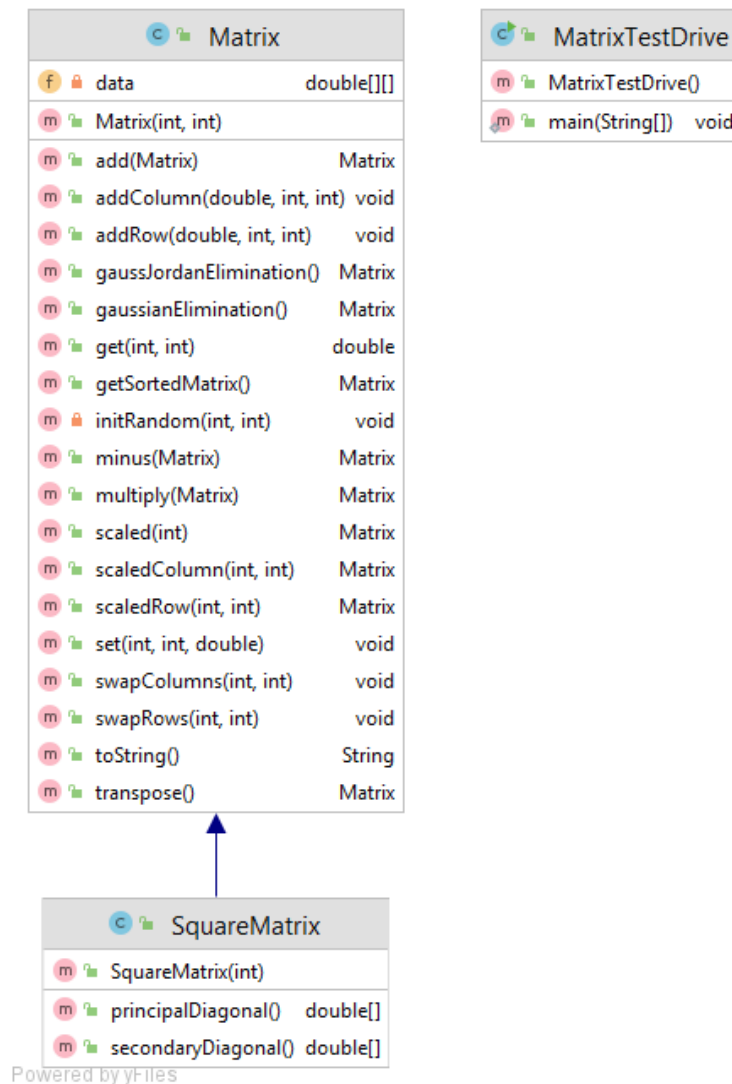 Matrix
data double[][]
Matrix(int, int)
add(Matrix) Matrix
addColumn(double, int, int) void
addRow(double, int, int) void
gaussJordanElimination() Matrix
gaussianElimination() Matrix
get(int, int) double
getSortedMatrix() Matrix
initRandom(int, int) void
minus(Matrix) Matrix
multiply(Matrix) Matrix
scaled(int) Matrix
scaledColumn(int, int) Matrix
scaledRow(int, int) Matrix
set(int, int, double) void
swapColumns(int, int) void
swapRows(int, int) void
toString() String
transpose() Matrix
MatrixTestDrive
MatrixTestDrive()
main(String[]) void
SquareMatrix
SquareMatrix(int)
principalDiagonal() double[]
secondaryDiagonal() double[]
Powered by yFiles